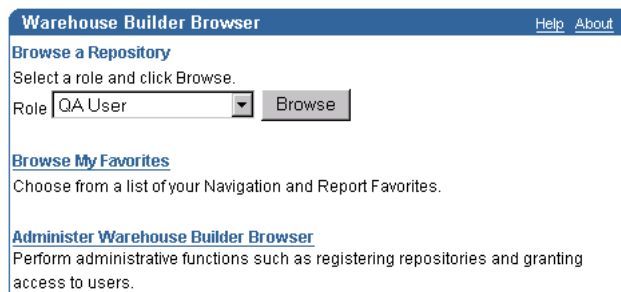 Warehouse Builder Browser Help About
Browse a Repository
Select a role and click Browse.
Role QA User Browse
Browse My Favorites
Choose from a list of your Navigation and Report Favorites.
Administer Warehouse Builder Browser
Perform administrative functions such as registering repositories and granting
access to users.